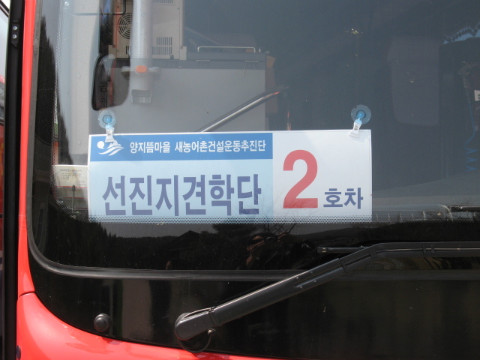 양지뜸마을 새농어촌건설운동추진단
선진지견학단 2호차